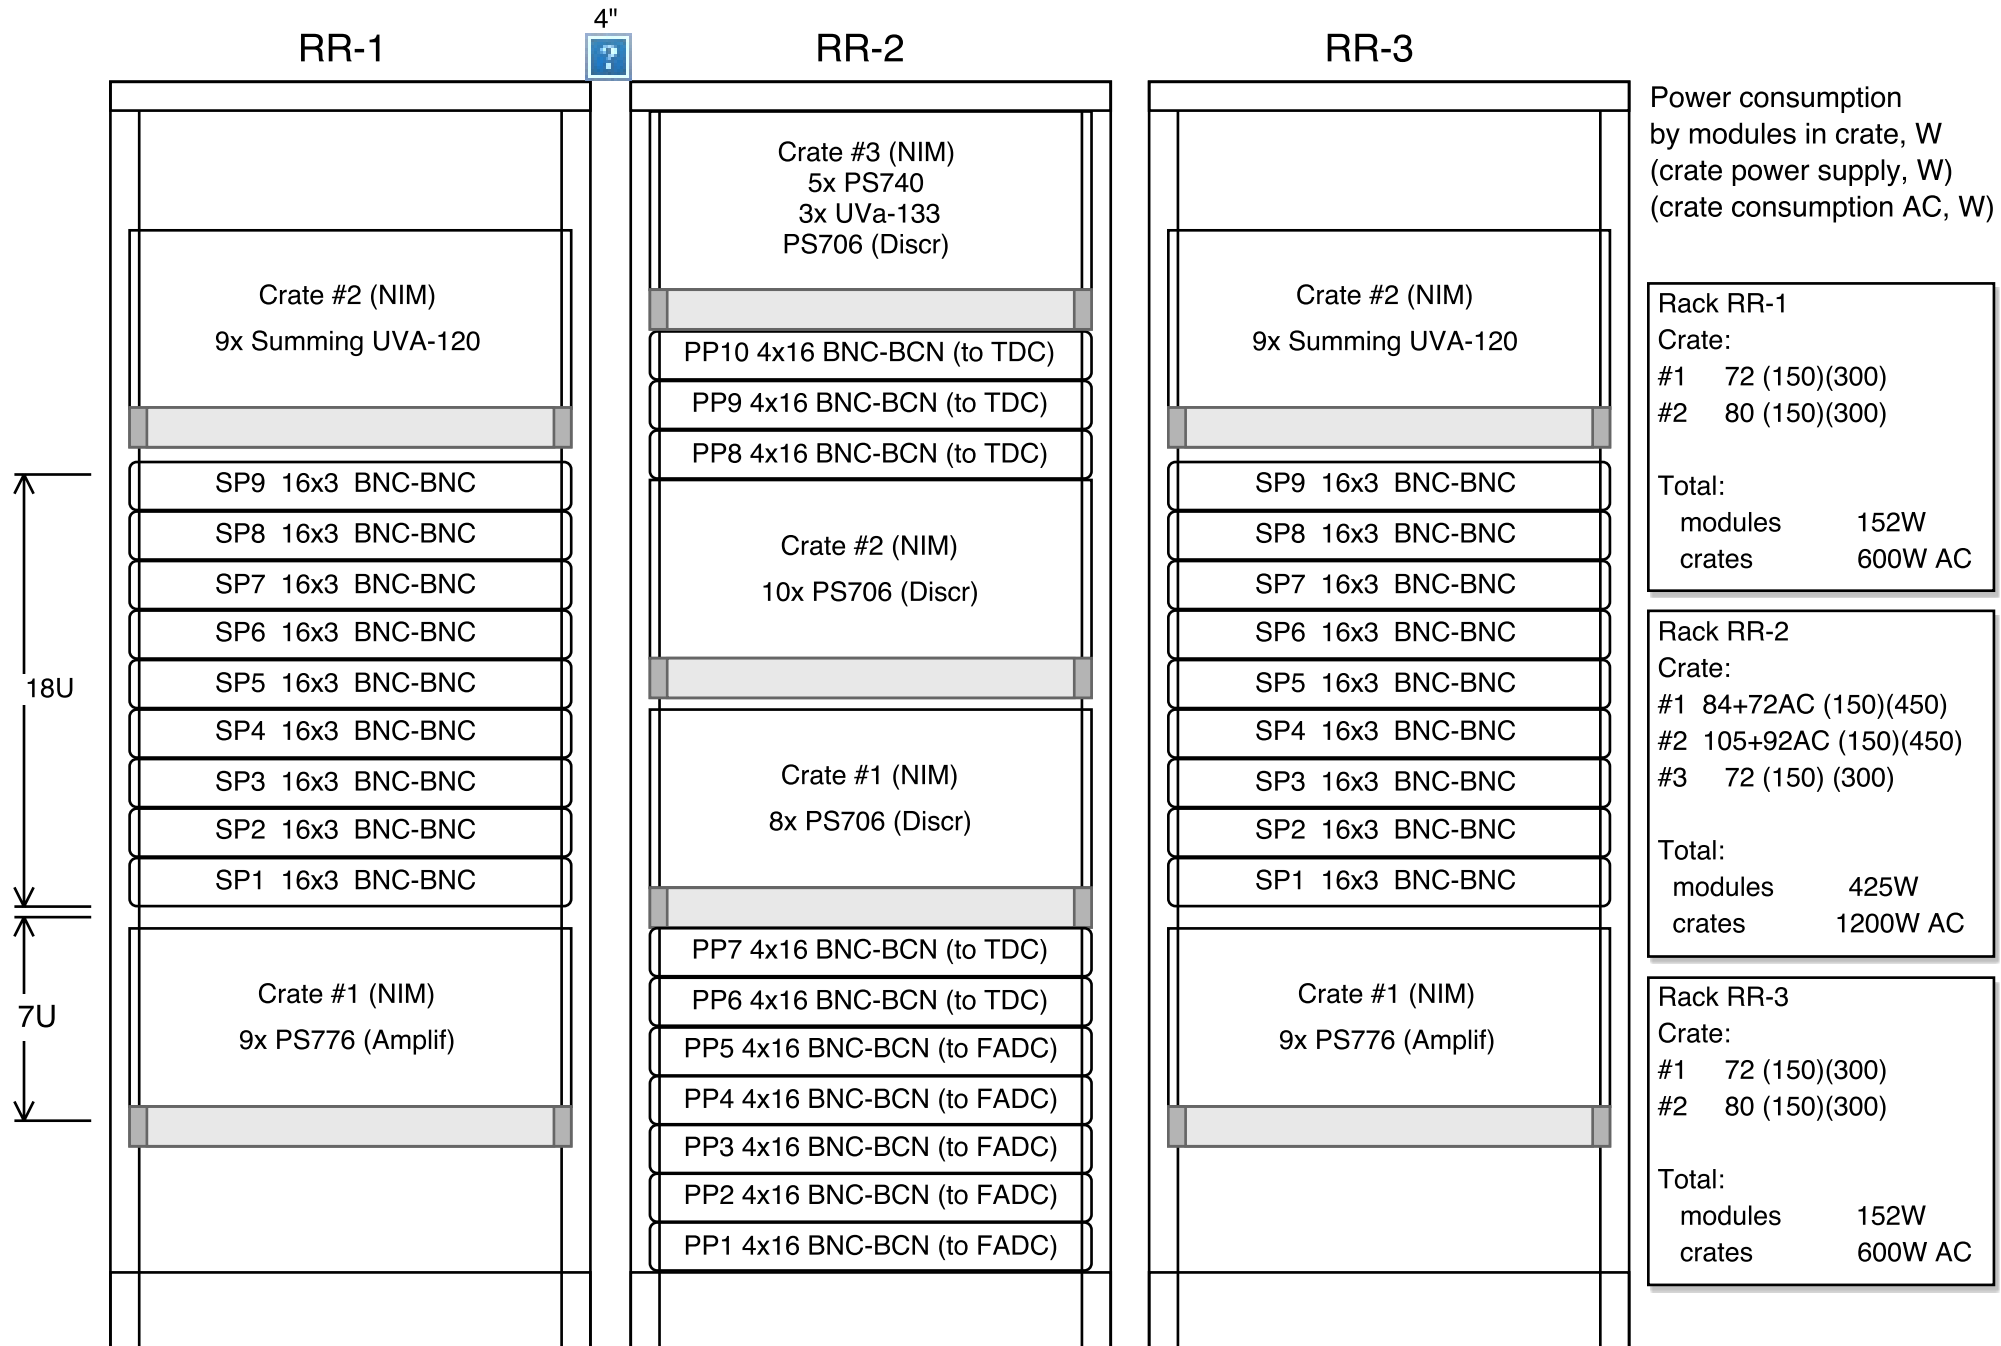 4"
RR-1
RR-2
RR-3
?
Crate #2 (NIM)
9x Summing UVA-120
SP9 16x3 BNC-BNC
SP8 16x3 BNC-BNC
SP7 16x3 BNC-BNC
SP6 16x3 BNC-BNC
SP5 16x3 BNC-BNC
SP4 16x3 BNC-BNC
SP3 16x3 BNC-BNC
SP2 16x3 BNC-BNC
SP1 16x3 BNC-BNC
18U
7U
Crate #1 (NIM)
9x PS776 (Amplif)
Crate #3 (NIM)
5x PS740
3x UVa-133
PS706 (Discr)
PP10 4x16 BNC-BCN (to TDC)
PP9 4x16 BNC-BCN (to TDC)
PP8 4x16 BNC-BCN (to TDC)
Crate #2 (NIM)
10x PS706 (Discr)
Crate #1 (NIM)
8x PS706 (Discr)
PP7 4x16 BNC-BCN (to TDC)
PP6 4x16 BNC-BCN (to TDC)
PP5 4x16 BNC-BCN (to FADC)
PP4 4x16 BNC-BCN (to FADC)
PP3 4x16 BNC-BCN (to FADC)
PP2 4x16 BNC-BCN (to FADC)
PP1 4x16 BNC-BCN (to FADC)
Crate #2 (NIM)
9x Summing UVA-120
SP9 16x3 BNC-BNC
SP8 16x3 BNC-BNC
SP7 16x3 BNC-BNC
SP6 16x3 BNC-BNC
SP5 16x3 BNC-BNC
SP4 16x3 BNC-BNC
SP3 16x3 BNC-BNC
SP2 16x3 BNC-BNC
SP1 16x3 BNC-BNC
Crate #1 (NIM)
9x PS776 (Amplif)
Power consumption
by modules in crate, W
(crate power supply, W)
(crate consumption AC, W)
Rack RR-1
Crate:
#1 72 (150)(300)
#2 80 (150)(300)
Total:
modules 152W
crates 600W AC
Rack RR-2
Crate:
#1 84+72AC (150)(450)
#2 105+92AC (150)(450)
#3 72 (150) (300)
Total:
modules 425W
crates 1200W AC
Rack RR-3
Crate:
#1 72 (150)(300)
#2 80 (150)(300)
Total:
modules 152W
crates 600W AC